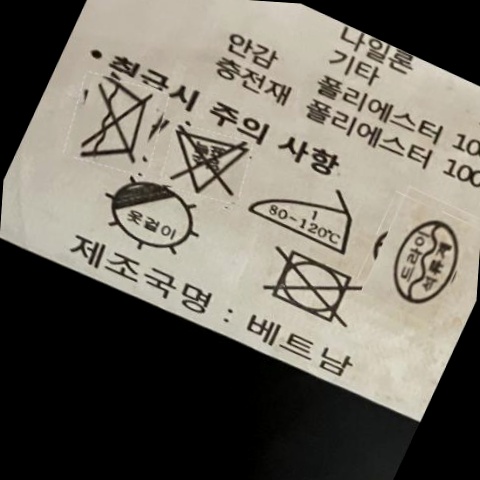 나일론
안감 기타
충전재 폴리에스터 100
폴리에스터 100
• 취급시 주의 사항
옷걸이
80~120℃
드라이
제조국명 : 베트남